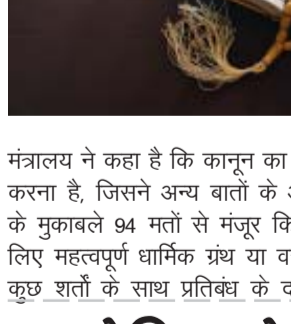 मंत्रालय ने कहा है कि कानून का
करना है, जिसने अन्य बातों के
के मुकाबले 94 मतों से मंजूर
लिए महत्वपूर्ण धार्मिक ग्रंथ या
कुछ शर्तों के साथ प्रतिबंध के